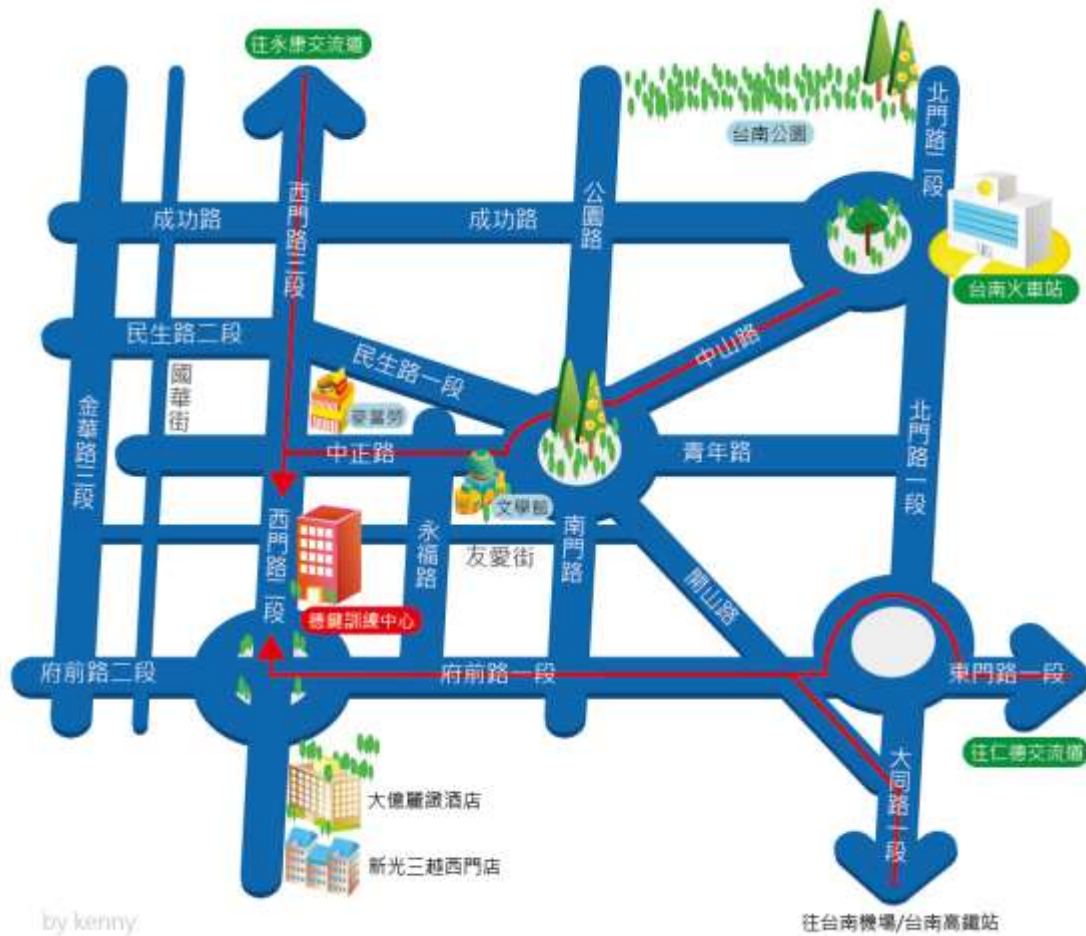 往永康交流道
台南公園
北門路二段
西門路三段
公園路
成功路
成功路
台南火車站
民生路二段
民生路一段
中山路
國華街
金華路三段
麥當勞
中正路
青年路
北門路一段
文學館
西門路二段
永福路
友愛街
南門路
開山路
德鍵訓練中心
府前路二段
府前路一段
東門路一段
往仁德交流道
大同路一段
大億麗緻酒店
新光三越西門店
往台南機場/台南高鐵站
by kenny